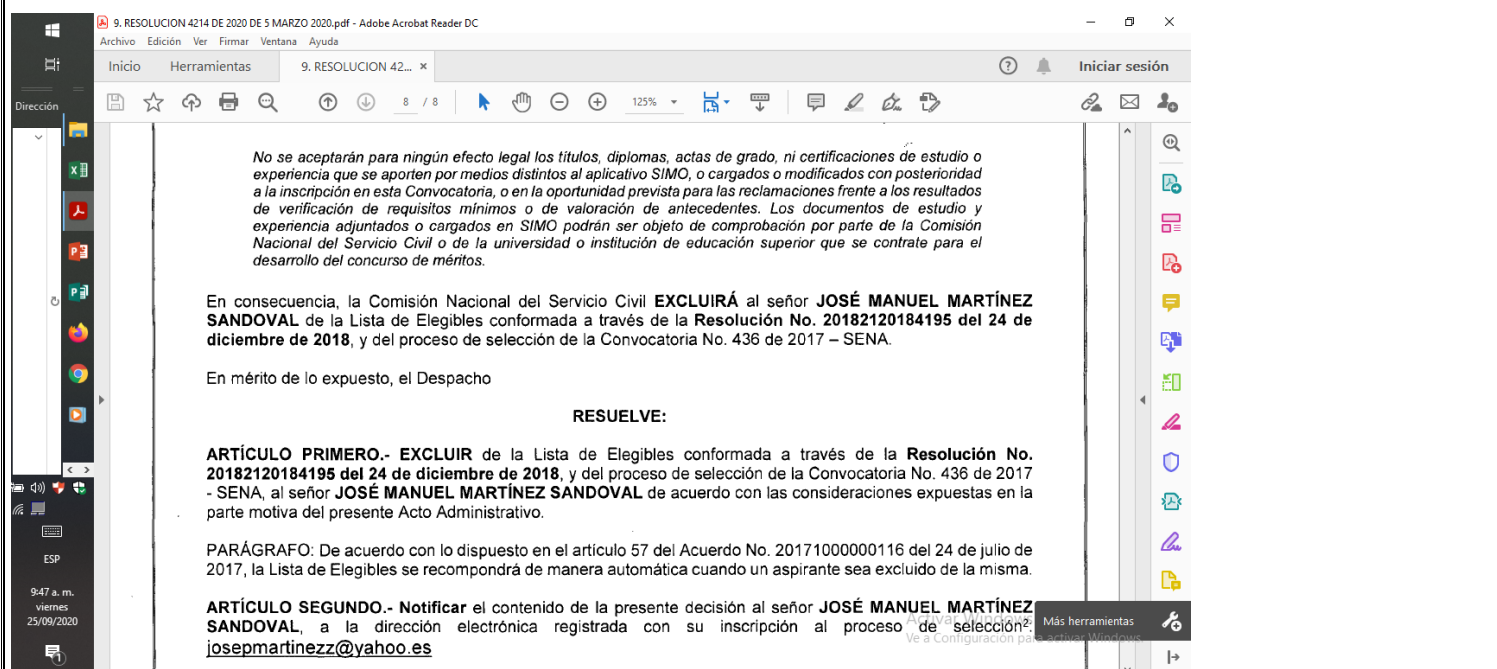 9. RESOLUCION 4214 DE 2020 DE 5 MARZO 2020.pdf - Adobe Acrobat Reader DC
Archivo Edición Ver Firmar Ventana Ayuda
Inicio Herramientas 9. RESOLUCION 42... × Iniciar sesión
Dirección
8 / 8 125%
No se aceptarán para ningún efecto legal los títulos, diplomas, actas de grado, ni certificaciones de estudio o
experiencia que se aporten por medios distintos al aplicativo SIMO, o cargados o modificados con posterioridad
a la inscripción en esta Convocatoria, o en la oportunidad prevista para las reclamaciones frente a los resultados
de verificación de requisitos mínimos o de valoración de antecedentes. Los documentos de estudio y
experiencia adjuntados o cargados en SIMO podrán ser objeto de comprobación por parte de la Comisión
Nacional del Servicio Civil o de la universidad o institución de educación superior que se contrate para el
desarrollo del concurso de méritos.
En consecuencia, la Comisión Nacional del Servicio Civil EXCLUIRÁ al señor JOSÉ MANUEL MARTÍNEZ
SANDOVAL de la Lista de Elegibles conformada a través de la Resolución No. 20182120184195 del 24 de
diciembre de 2018, y del proceso de selección de la Convocatoria No. 436 de 2017 – SENA.
En mérito de lo expuesto, el Despacho
RESUELVE:
ARTÍCULO PRIMERO.- EXCLUIR de la Lista de Elegibles conformada a través de la Resolución No.
20182120184195 del 24 de diciembre de 2018, y del proceso de selección de la Convocatoria No. 436 de 2017
- SENA, al señor JOSÉ MANUEL MARTÍNEZ SANDOVAL de acuerdo con las consideraciones expuestas en la
parte motiva del presente Acto Administrativo.
PARÁGRAFO: De acuerdo con lo dispuesto en el artículo 57 del Acuerdo No. 20171000000116 del 24 de julio de
2017, la Lista de Elegibles se recompondrá de manera automática cuando un aspirante sea excluido de la misma.
ARTÍCULO SEGUNDO.- Notificar el contenido de la presente decisión al señor JOSÉ MANUEL MARTÍNEZ
SANDOVAL, a la dirección electrónica registrada con su inscripción al proceso de selección².
josepmartinezz@yahoo.es
Activar Windows
Ve a Configuración para activar Windows.
Más herramientas
ESP
9:47 a. m.
viernes
25/09/2020
1